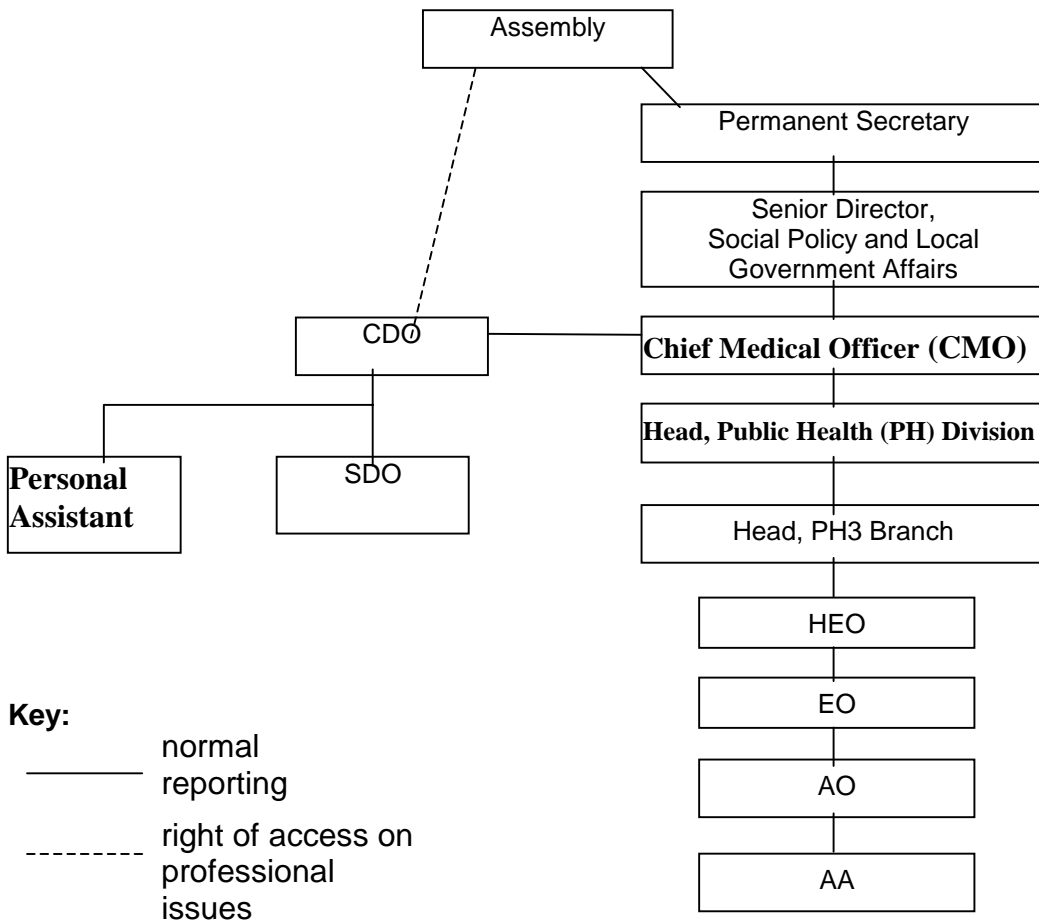 Assembly
Permanent Secretary
Senior Director,
Social Policy and Local
Government Affairs
CDO
Chief Medical Officer (CMO)
Head, Public Health (PH) Division
Personal
Assistant
SDO
Head, PH3 Branch
HEO
EO
AO
AA
Key:
normal
reporting
right of access on
professional
issues